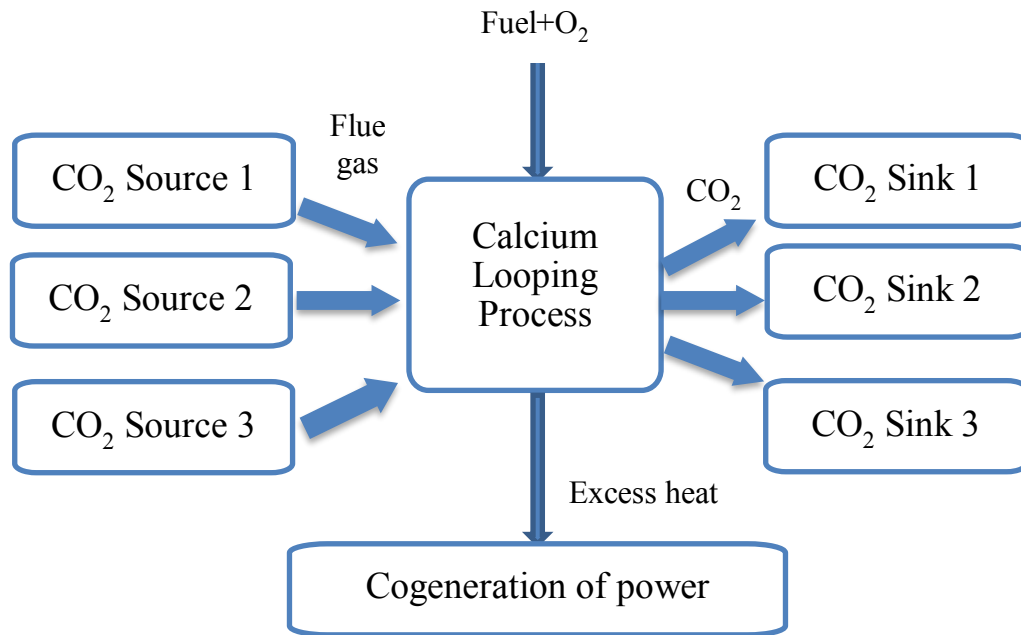 Fuel+O₂
Flue
gas
CO₂ Source 1
CO₂ Source 2
CO₂ Source 3
Calcium
Looping
Process
CO₂
CO₂ Sink 1
CO₂ Sink 2
CO₂ Sink 3
Excess heat
Cogeneration of power